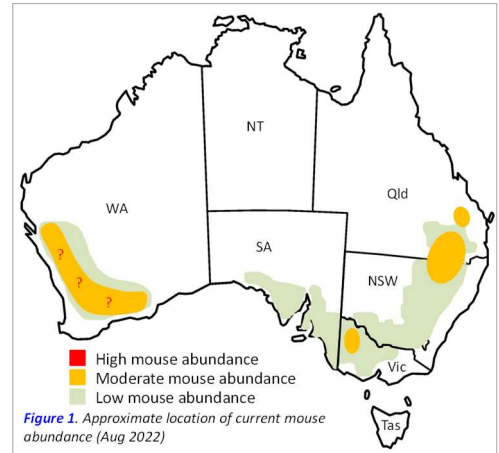 NT
WA
Qld
SA
NSW
?
?
?
Vic
Tas
High mouse abundance
Moderate mouse abundance
Low mouse abundance
Figure 1. Approximate location of current mouse
abundance (Aug 2022)